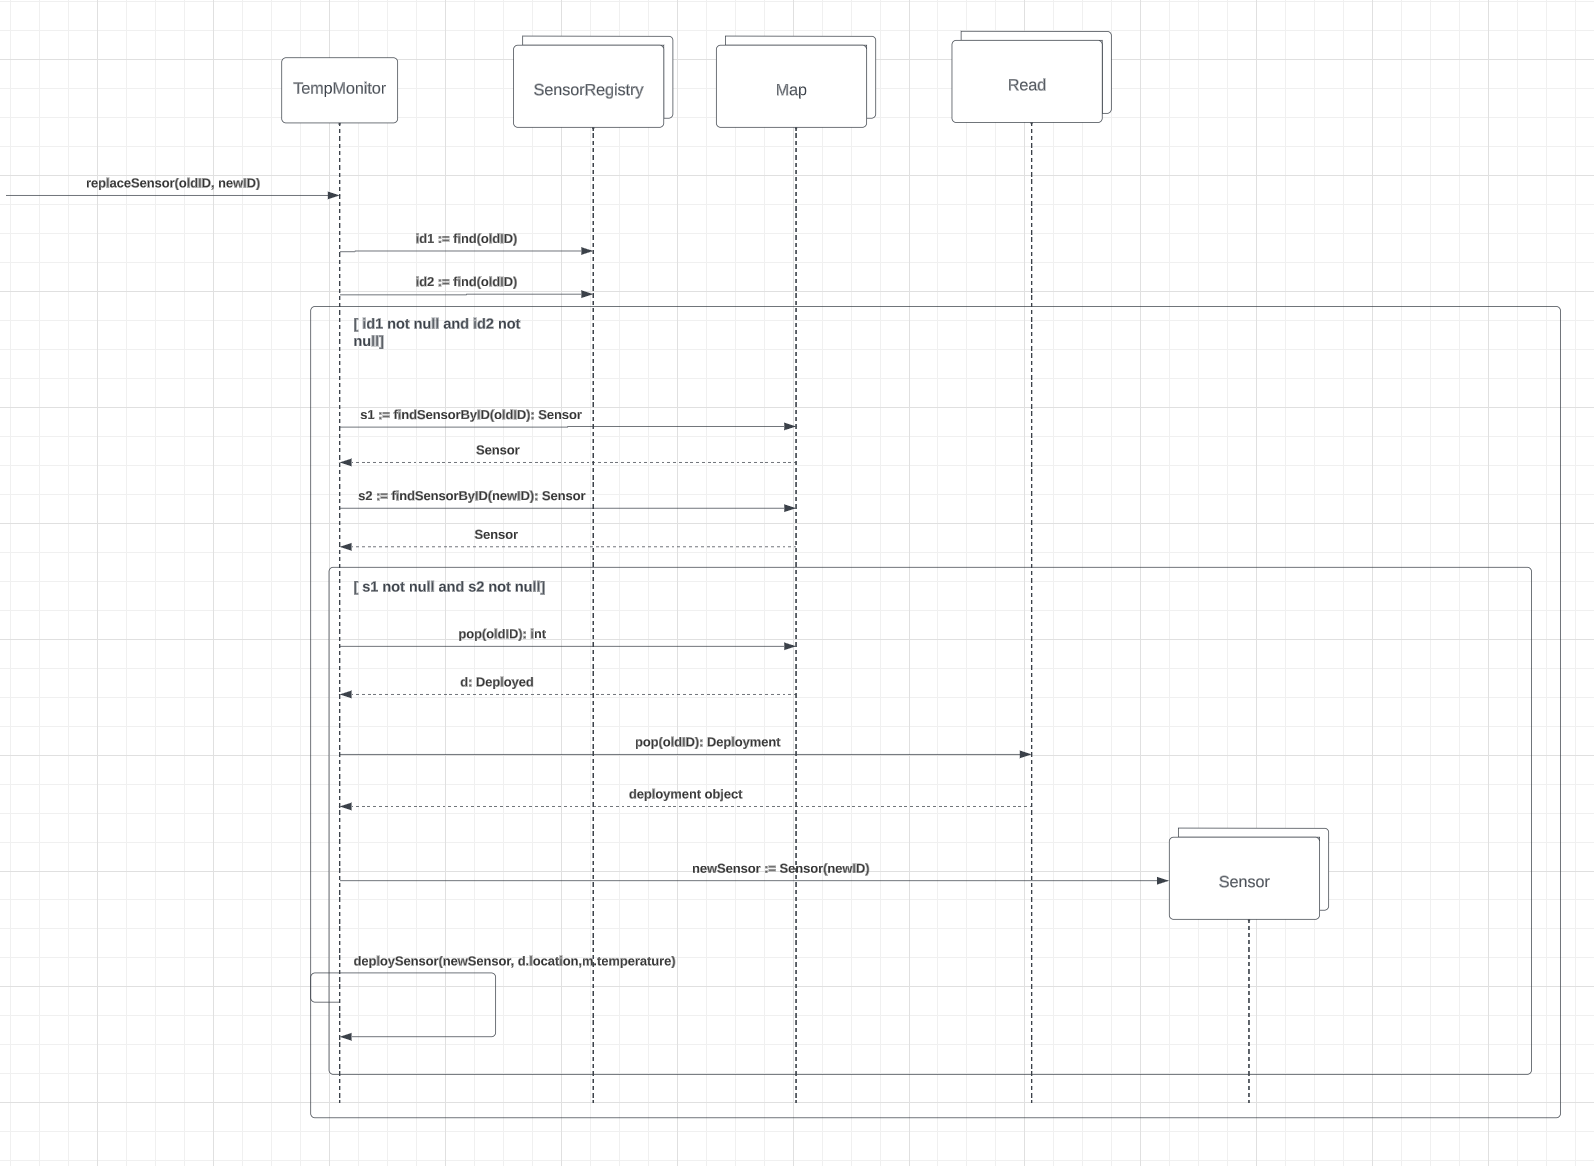 TempMonitor
SensorRegistry
Map
Read
replaceSensor(oldID, newID)
id1 := find(oldID)
id2 := find(oldID)
[ id1 not null and id2 not
null]
s1 := findSensorByID(oldID): Sensor
Sensor
s2 := findSensorByID(newID): Sensor
Sensor
[ s1 not null and s2 not null]
pop(oldID): int
d: Deployed
pop(oldID): Deployment
deployment object
newSensor := Sensor(newID)
Sensor
deploySensor(newSensor, d.location,m.temperature)